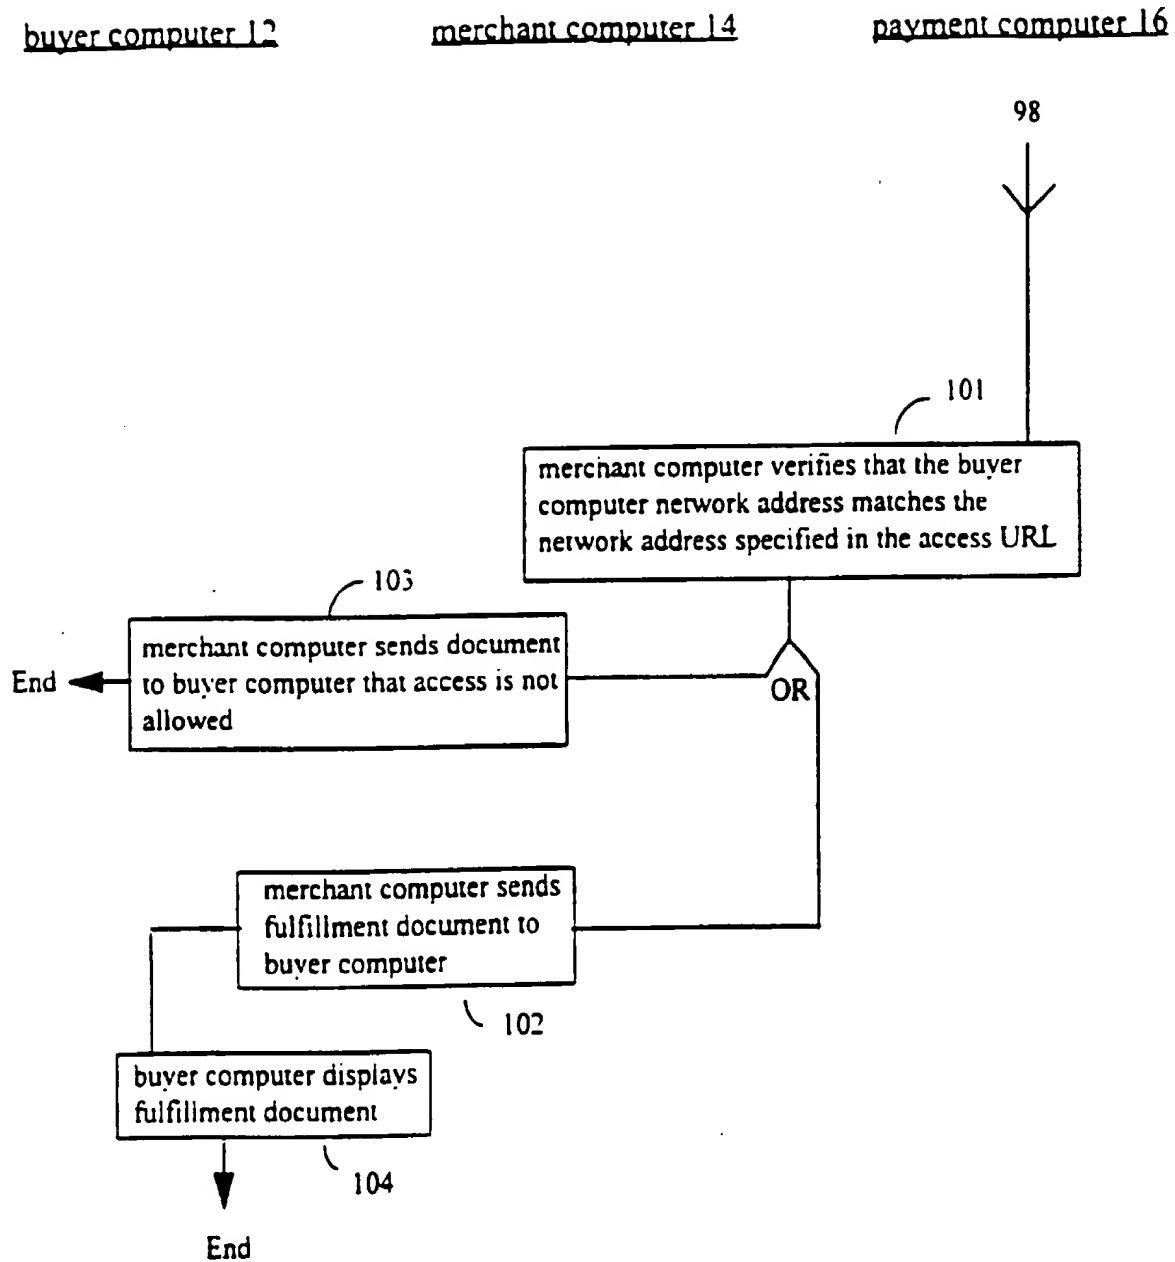 buyer computer 12
merchant computer 14
payment computer 16
98
101
merchant computer verifies that the buyer
computer network address matches the
network address specified in the access URL
103
merchant computer sends document
to buyer computer that access is not
allowed
End
OR
merchant computer sends
fulfillment document to
buyer computer
102
buyer computer displays
fulfillment document
104
End